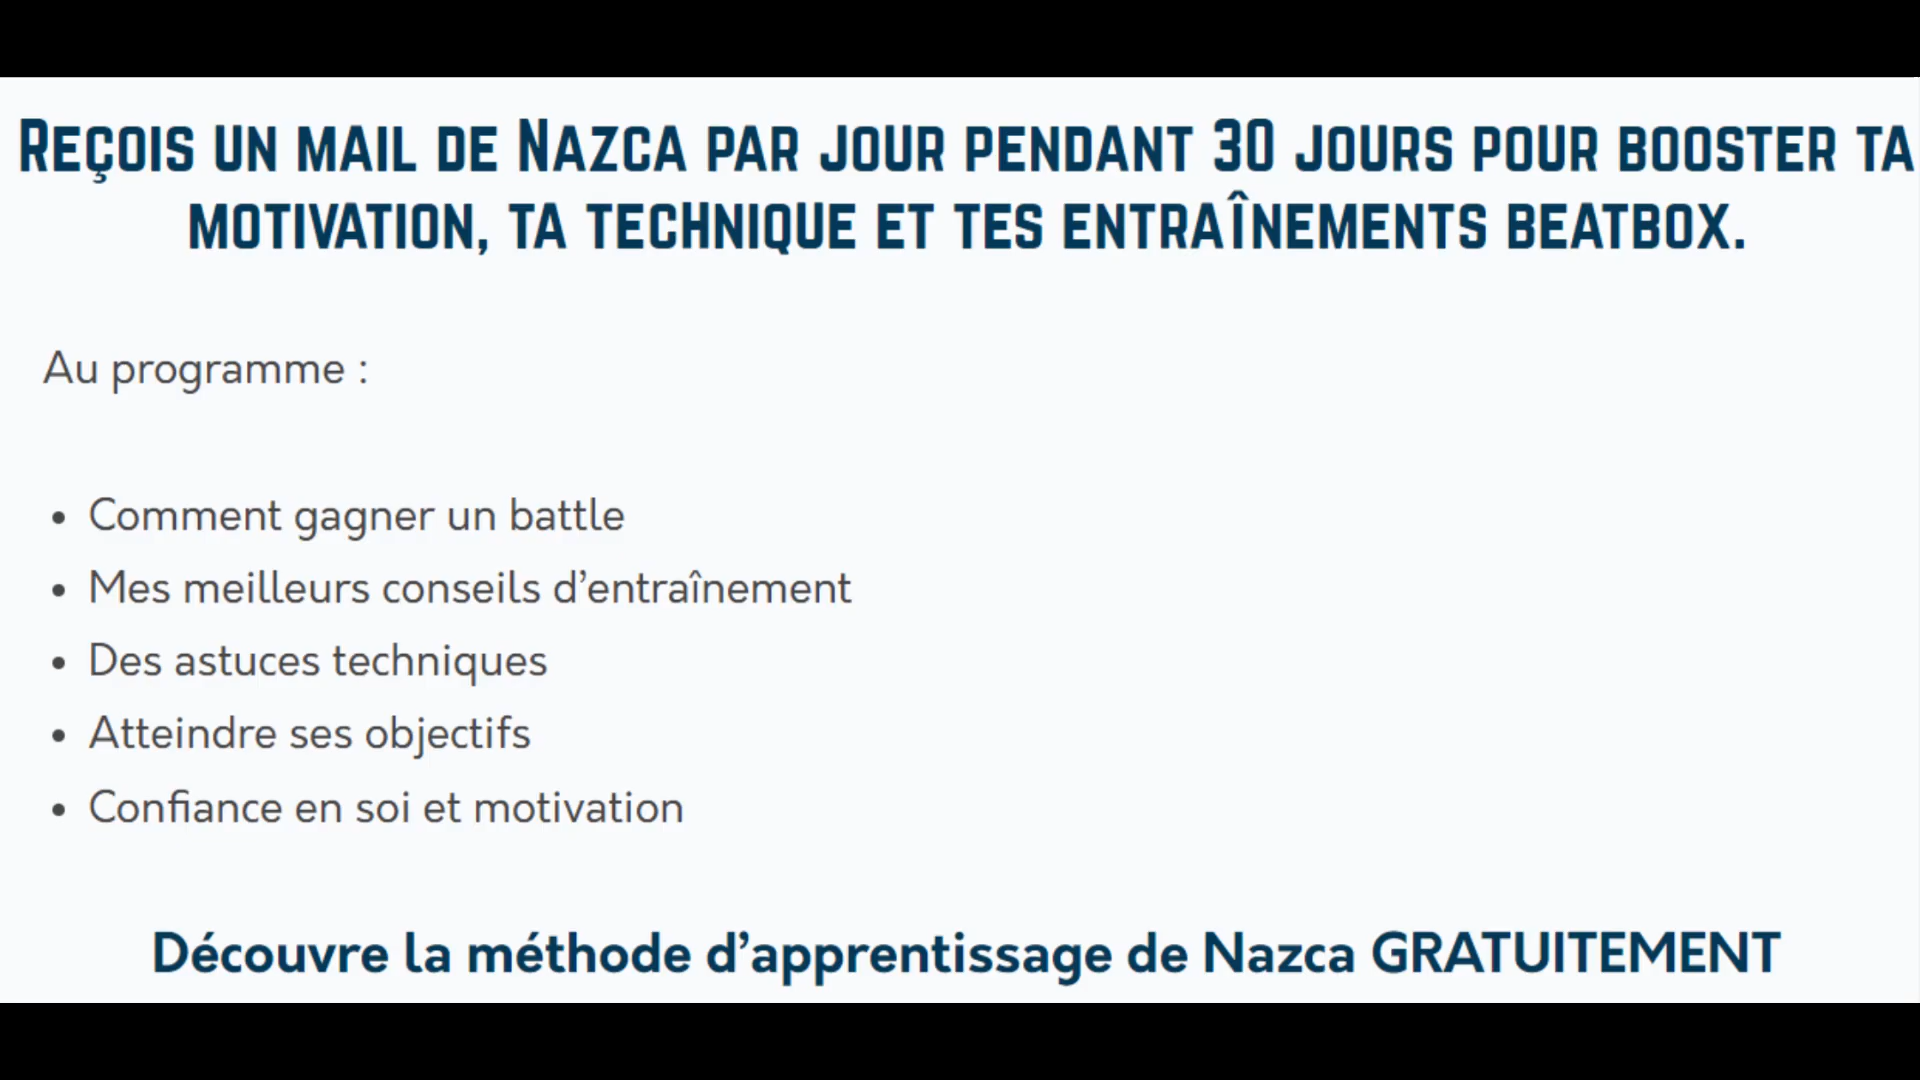 Reçois un mail de Nazca par jour pendant 30 jours pour booster ta
motivation, ta technique et tes entraînements beatbox.
Au programme :
• Comment gagner un battle
• Mes meilleurs conseils d’entraînement
• Des astuces techniques
• Atteindre ses objectifs
• Confiance en soi et motivation
Découvre la méthode d’apprentissage de Nazca GRATUITEMENT